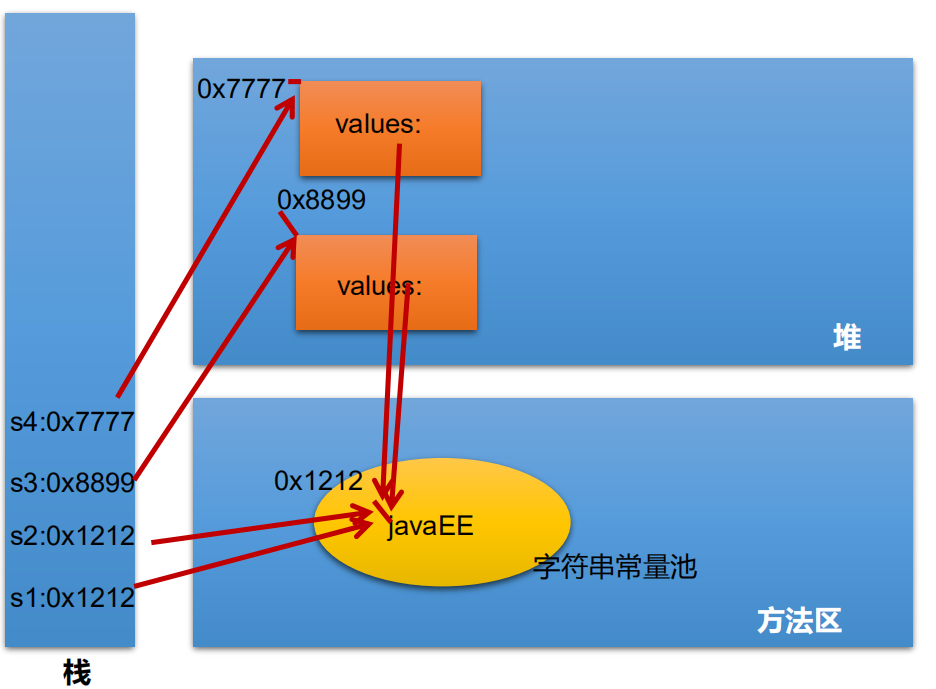 0x7777
values:
0x8899
values:
堆
s4:0x7777
s3:0x8899
s2:0x1212
s1:0x1212
栈
0x1212
javaEE
字符串常量池
方法区